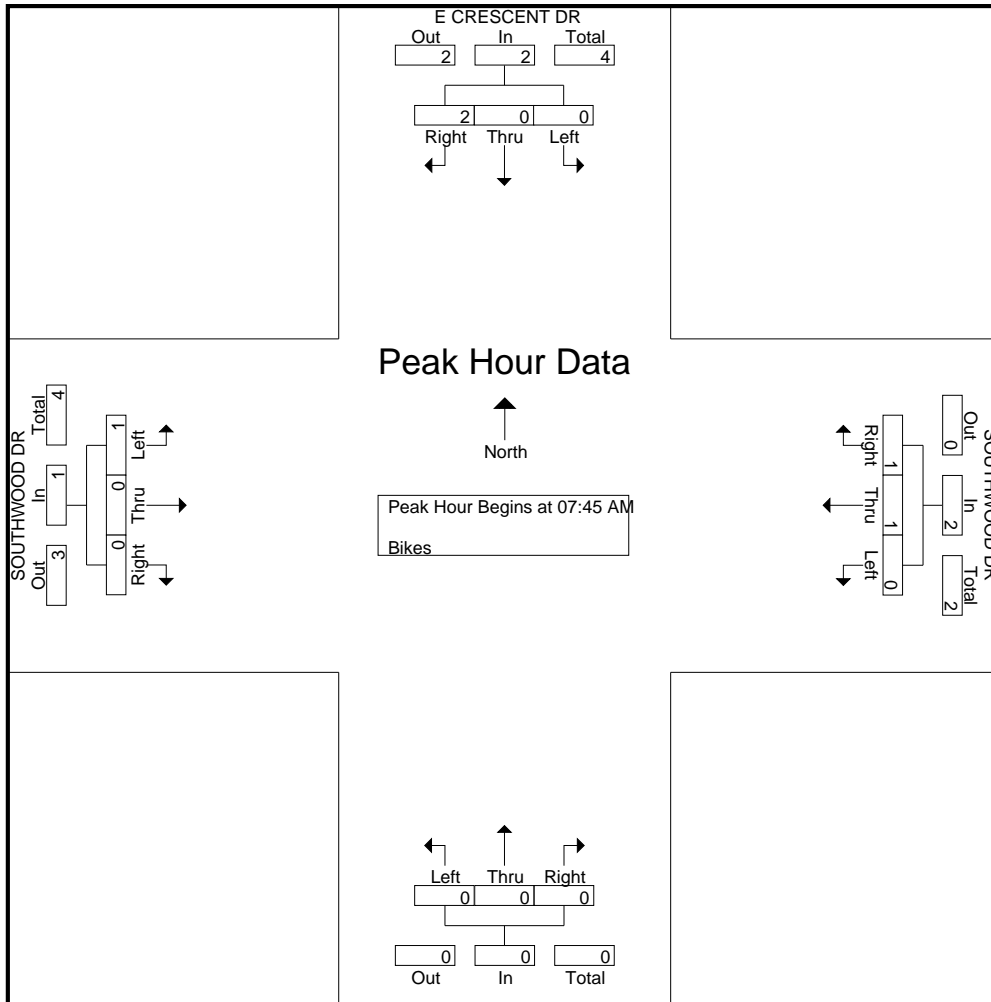 E CRESCENT DR
Out In Total
2 2 4
2 0 0
Right Thru Left
Peak Hour Data
North
Peak Hour Begins at 07:45 AM
Bikes
SOUTHWOOD DR
Total In Out
4 1 3
1 0 0
Left Thru Right
SOUTHWOOD DR
Out In Total
0 2 2
1 1 0
Right Thru Left
Left Thru Right
0 0 0
0 0 0
Out In Total